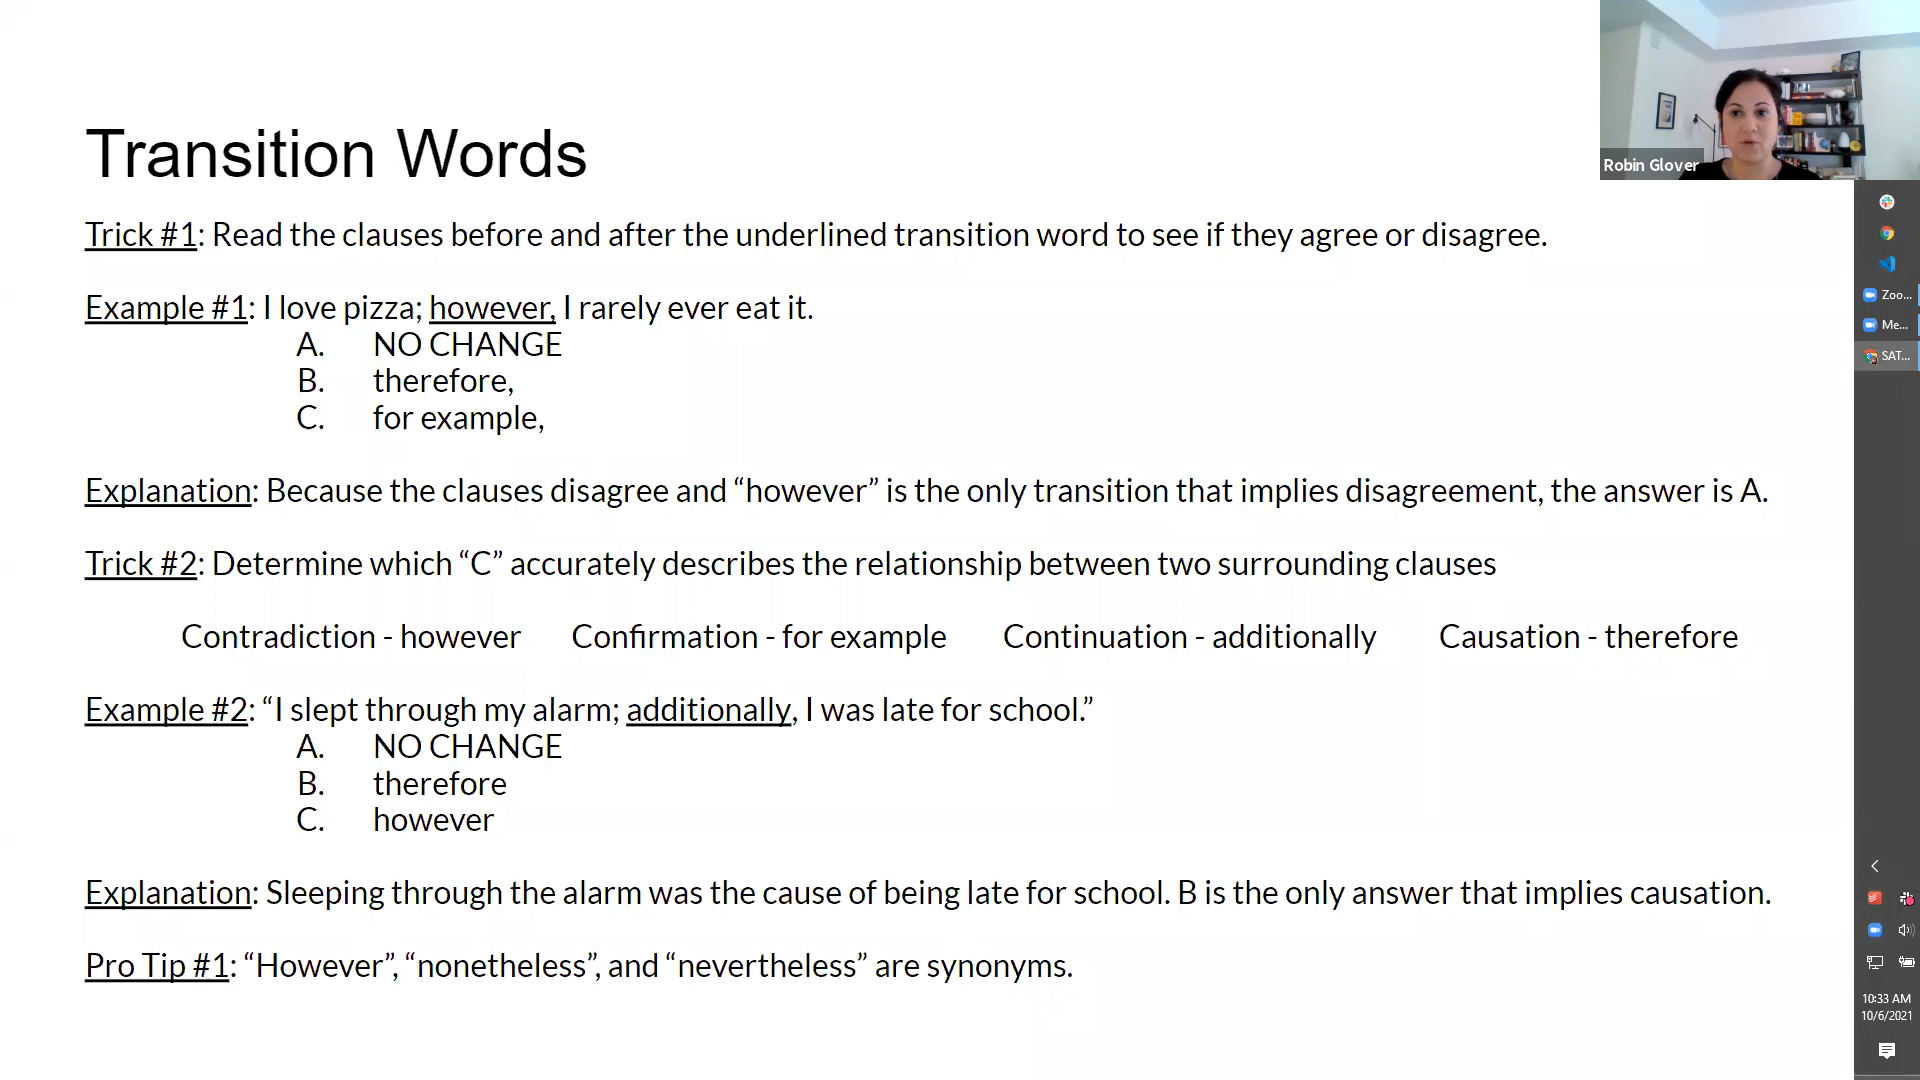 Robin Glover
Transition Words
Trick #1: Read the clauses before and after the underlined transition word to see if they agree or disagree.
Example #1: I love pizza; however, I rarely ever eat it.
A. NO CHANGE
B. therefore,
C. for example,
Explanation: Because the clauses disagree and “however” is the only transition that implies disagreement, the answer is A.
Trick #2: Determine which “C” accurately describes the relationship between two surrounding clauses
Contradiction - however Confirmation - for example Continuation - additionally Causation - therefore
Example #2: “I slept through my alarm; additionally, I was late for school.”
A. NO CHANGE
B. therefore
C. however
Explanation: Sleeping through the alarm was the cause of being late for school. B is the only answer that implies causation.
Pro Tip #1: “However”, “nonetheless”, and “nevertheless” are synonyms.
Zoo...
Me...
SAT...
10:33 AM
10/6/2021